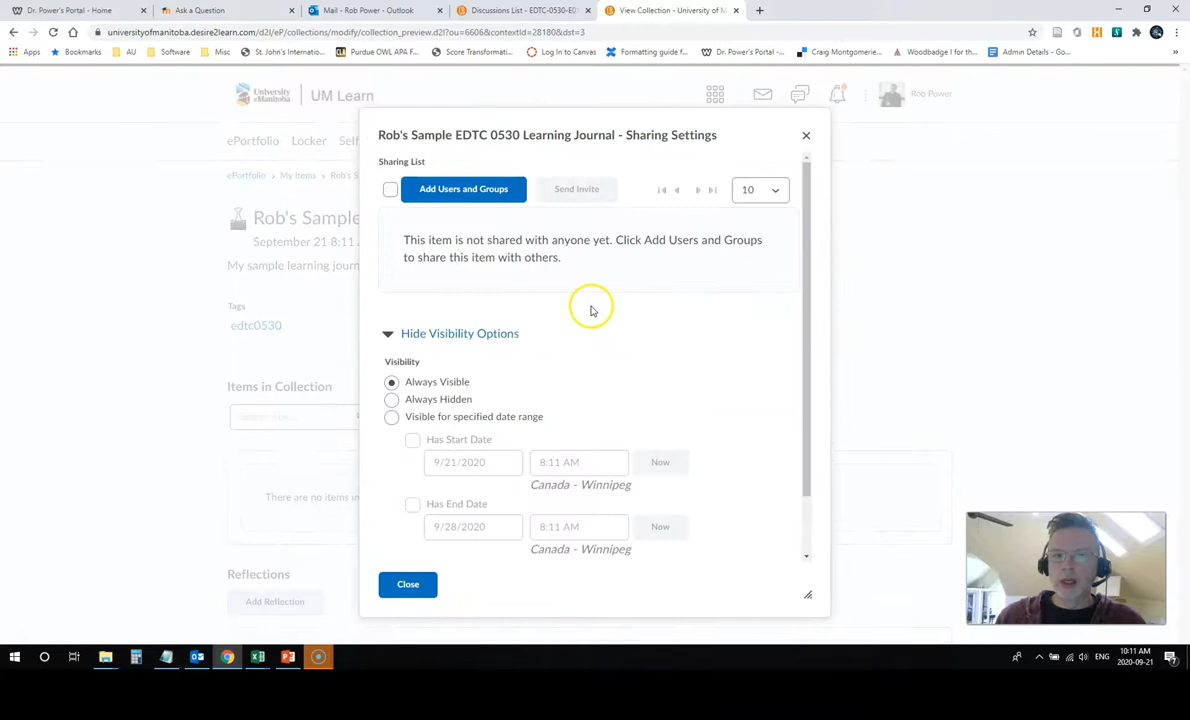 Dr. Power's Portal - Home
Ask a Question
Mail - Rob Power - Outlook
Discussions List - EDTC-0530-E01
View Collection - University of M
universityofmanitoba.desire2learn.com/d2l/eP/collections/modify/collection_preview.d2l?ou=6606&contextId=28180&dst=3
Apps
Bookmarks
AU
Software
Misc
St. John's Internatio...
Purdue OWL APA F...
Score Transformati...
Log In to Canvas
Formatting guide f...
Dr. Power's Portal -...
Craig Montgomerie...
Woodbadge I for th...
Admin Details - Go...
University of Manitoba
UM Learn
Rob Power
ePortfolio
Locker
Self
ePortfolio
My Items
Rob's S
Rob's Sample
September 21 8:11
My sample learning journ
Tags
edtc0530
Items in Collection
There are no items in
Reflections
Add Reflection
Rob's Sample EDTC 0530 Learning Journal - Sharing Settings
Sharing List
Add Users and Groups
Send Invite
10
This item is not shared with anyone yet. Click Add Users and Groups
to share this item with others.
Hide Visibility Options
Visibility
Always Visible
Always Hidden
Visible for specified date range
Has Start Date
9/21/2020
8:11 AM
Now
Canada - Winnipeg
Has End Date
9/28/2020
8:11 AM
Now
Canada - Winnipeg
Close
ENG
10:11 AM
2020-09-21